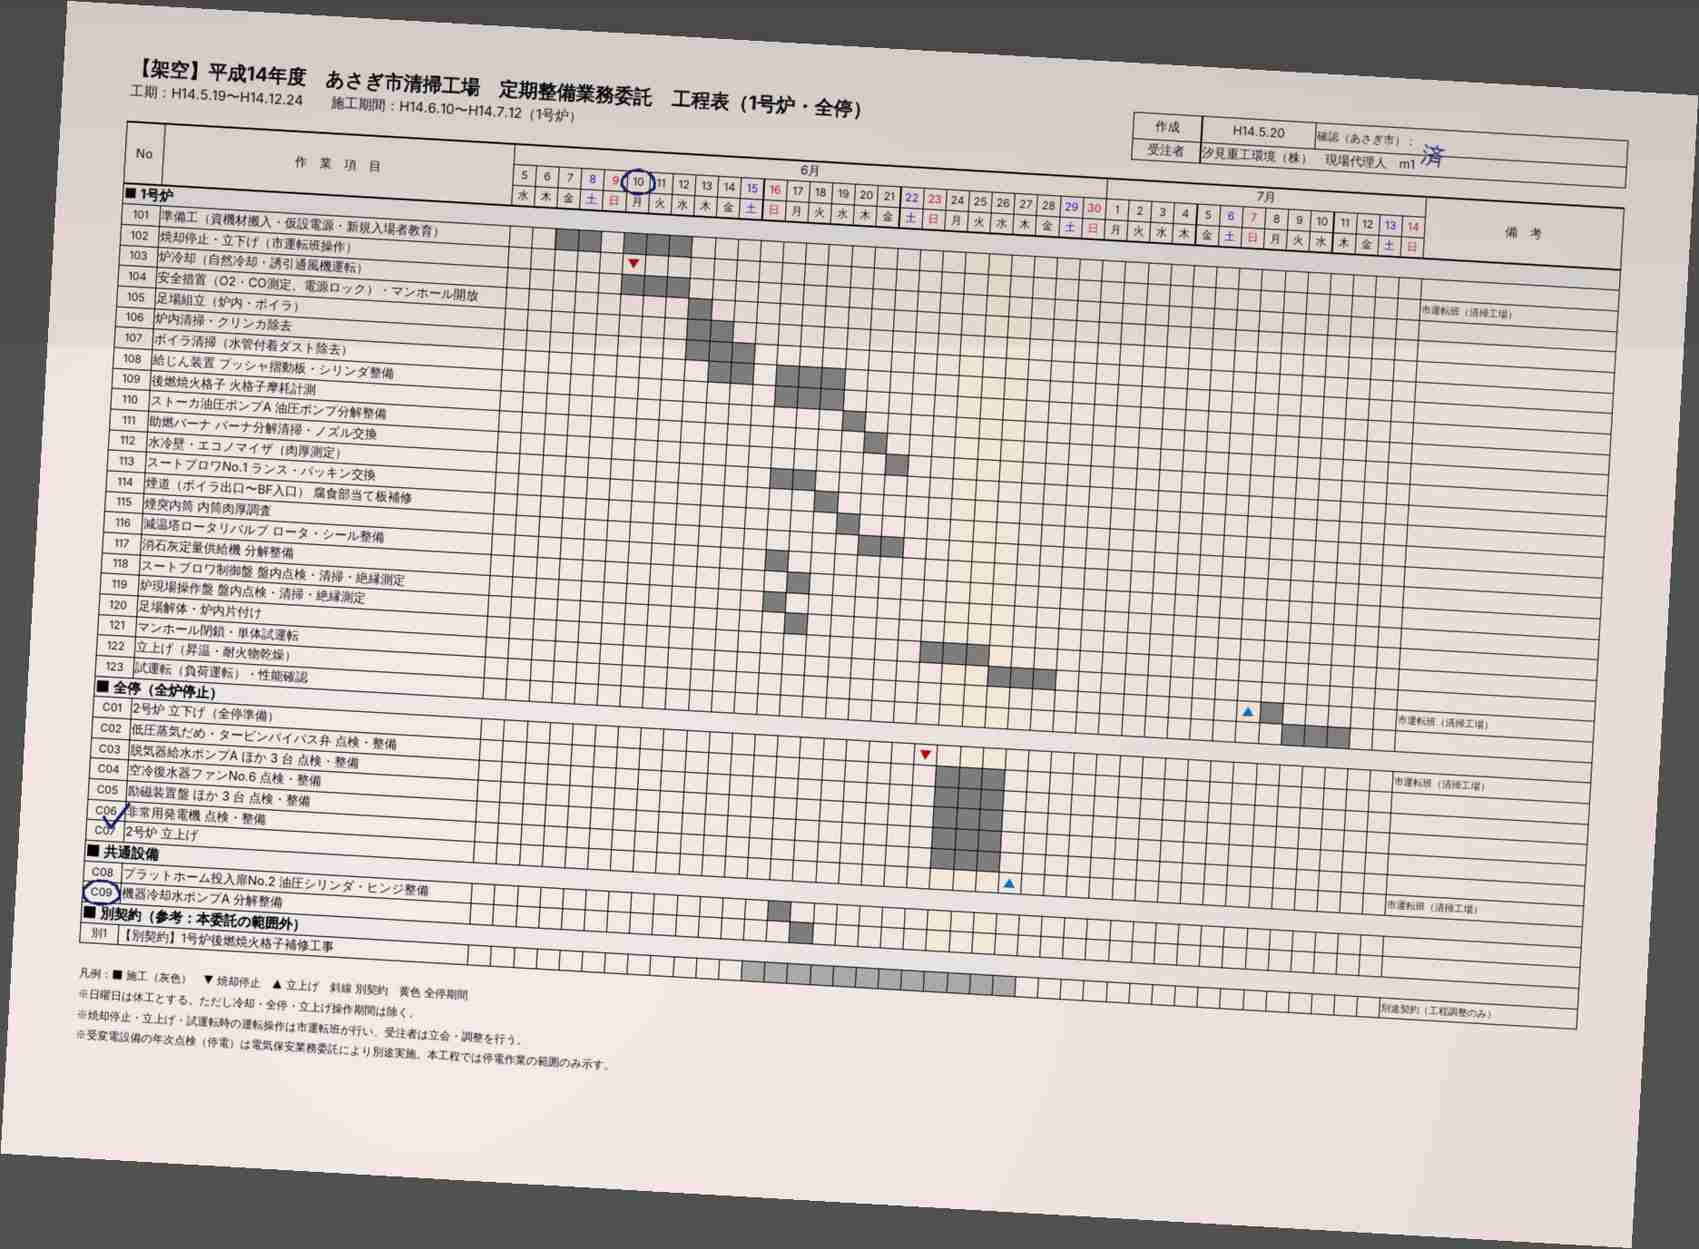 【架空】平成14年度　あさぎ市清掃工場　定期整備業務委託　工程表（1号炉・全停）
工期：H14.5.19〜H14.12.24　施工期間：H14.6.10〜H14.7.12（1号炉）
作成 H14.5.20 確認（あさぎ市）： 済
受注者 汐見重工環境（株）　現場代理人　m1
No 作業項目 6月 7月 備考
5 6 7 8 9 10 11 12 13 14 15 16 17 18 19 20 21 22 23 24 25 26 27 28 29 30 1 2 3 4 5 6 7 8 9 10 11 12 13 14
水 木 金 土 日 月 火 水 木 金 土 日 月 火 水 木 金 土 日 月 火 水 木 金 土 日 月 火 水 木 金 土 日 月 火 水 木 金 土 日
■ 1号炉
101 準備工（資機材搬入・仮設電源・新規入場者教育）
102 焼却停止・立下げ（市運転班操作） ▼ 市運転班（清掃工場）
103 炉冷却（自然冷却・誘引通風機運転）
104 安全措置（O2・CO測定、電源ロック）・マンホール開放
105 足場組立（炉内・ボイラ）
106 炉内清掃・クリンカ除去
107 ボイラ清掃（水管付着ダスト除去）
108 給じん装置 プッシャ摺動板・シリンダ整備
109 後燃焼火格子 火格子摩耗計測
110 ストーカ油圧ポンプA 油圧ポンプ分解整備
111 助燃バーナ バーナ分解清掃・ノズル交換
112 水冷壁・エコノマイザ（肉厚測定）
113 スートブロワNo.1 ランス・パッキン交換
114 煙道（ボイラ出口〜BF入口） 腐食部当て板補修
115 煙突内筒 内筒肉厚調査
116 減温塔ロータリバルブ ロータ・シール整備
117 消石灰定量供給機 分解整備
118 スートブロワ制御盤 盤内点検・清掃・絶縁測定
119 炉現場操作盤 盤内点検・清掃・絶縁測定
120 足場解体・炉内片付け
121 マンホール閉鎖・単体試運転
122 立上げ（昇温・耐火物乾燥） ▲ 市運転班（清掃工場）
123 試運転（負荷運転）・性能確認
■ 全停（全炉停止）
C01 2号炉 立下げ（全停準備） ▼ 市運転班（清掃工場）
C02 低圧蒸気だめ・タービンバイパス弁 点検・整備
C03 脱気器給水ポンプA ほか 3 台 点検・整備
C04 空冷復水器ファンNo.6 点検・整備
C05 励磁装置盤 ほか 3 台 点検・整備
C06 非常用発電機 点検・整備
C07 2号炉 立上げ ▲ 市運転班（清掃工場）
■ 共通設備
C08 プラットホーム投入扉No.2 油圧シリンダ・ヒンジ整備
C09 機器冷却水ポンプA 分解整備
■ 別契約（参考：本委託の範囲外）
別1 【別契約】1号炉後燃焼火格子補修工事 別途契約（工程調整のみ）
凡例：■ 施工（灰色）　▼ 焼却停止　▲ 立上げ　斜線 別契約　黄色 全停期間
※日曜日は休工とする、ただし冷却・全停・立上げ操作期間は除く。
※焼却停止・立上げ・試運転時の運転操作は市運転班が行い、受注者は立会・調整を行う。
※受変電設備の年次点検（停電）は電気保安業務委託により別途実施。本工程では停電作業の範囲のみ示す。